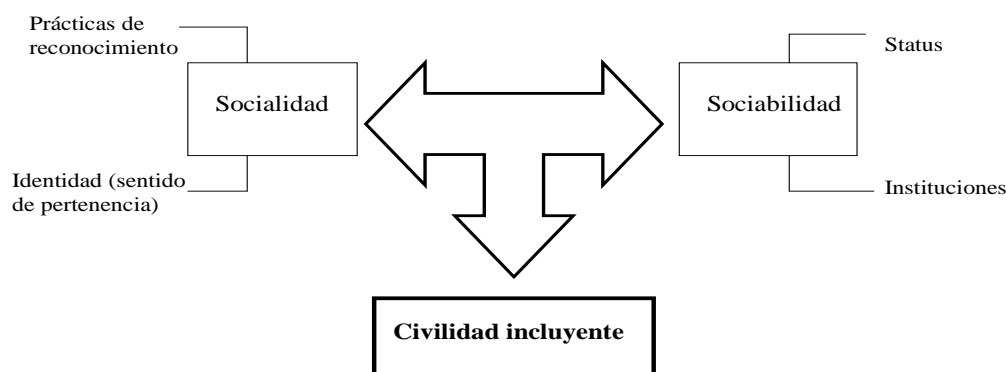 Prácticas de
reconocimiento
Status
Socialidad
Sociabilidad
Identidad (sentido
de pertenencia)
Instituciones
Civilidad incluyente